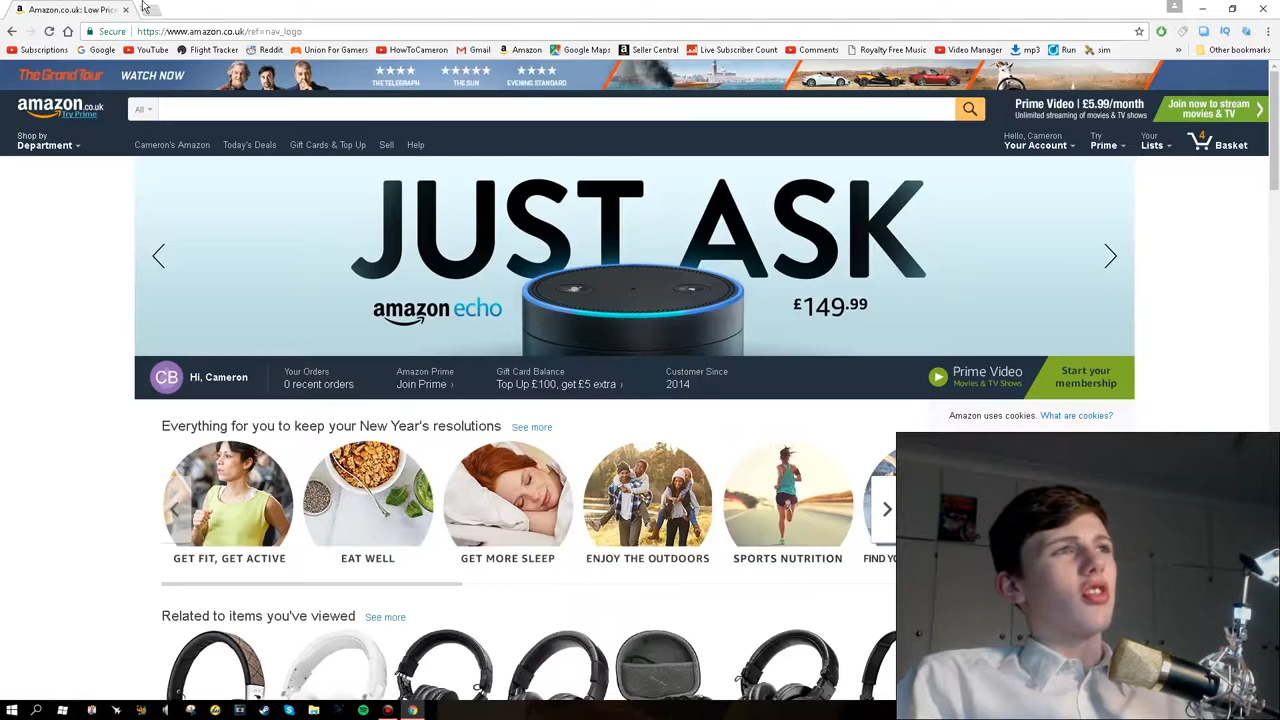 Amazon.co.uk: Low Price
Secure https://www.amazon.co.uk/ref=nav_logo
Subscriptions Google YouTube Flight Tracker Reddit Union For Gamers HowToCameron Gmail Amazon Google Maps Seller Central Live Subscriber Count Comments Royalty Free Music Video Manager mp3 Run sim » Other bookmarks
THE GRAND TOUR WATCH NOW THE TELEGRAPH THE SUN EVENING STANDARD
amazon.co.uk
Try Prime
All
Prime Video | £5.99/month
Unlimited streaming of movies & TV shows
Join now to stream
movies & TV
Shop by
Department
Cameron's Amazon Today's Deals Gift Cards & Top Up Sell Help
Hello, Cameron
Your Account
Try
Prime
Your
Lists
4
Basket
JUST ASK
amazon echo
£149.99
CB Hi, Cameron
Your Orders
0 recent orders
Amazon Prime
Join Prime ›
Gift Card Balance
Top Up £100, get £5 extra ›
Customer Since
2014
Prime Video
Movies & TV Shows
Start your
membership
Amazon uses cookies. What are cookies?
Everything for you to keep your New Year's resolutions See more
GET FIT, GET ACTIVE EAT WELL GET MORE SLEEP ENJOY THE OUTDOORS SPORTS NUTRITION FIND YO
Related to items you've viewed See more